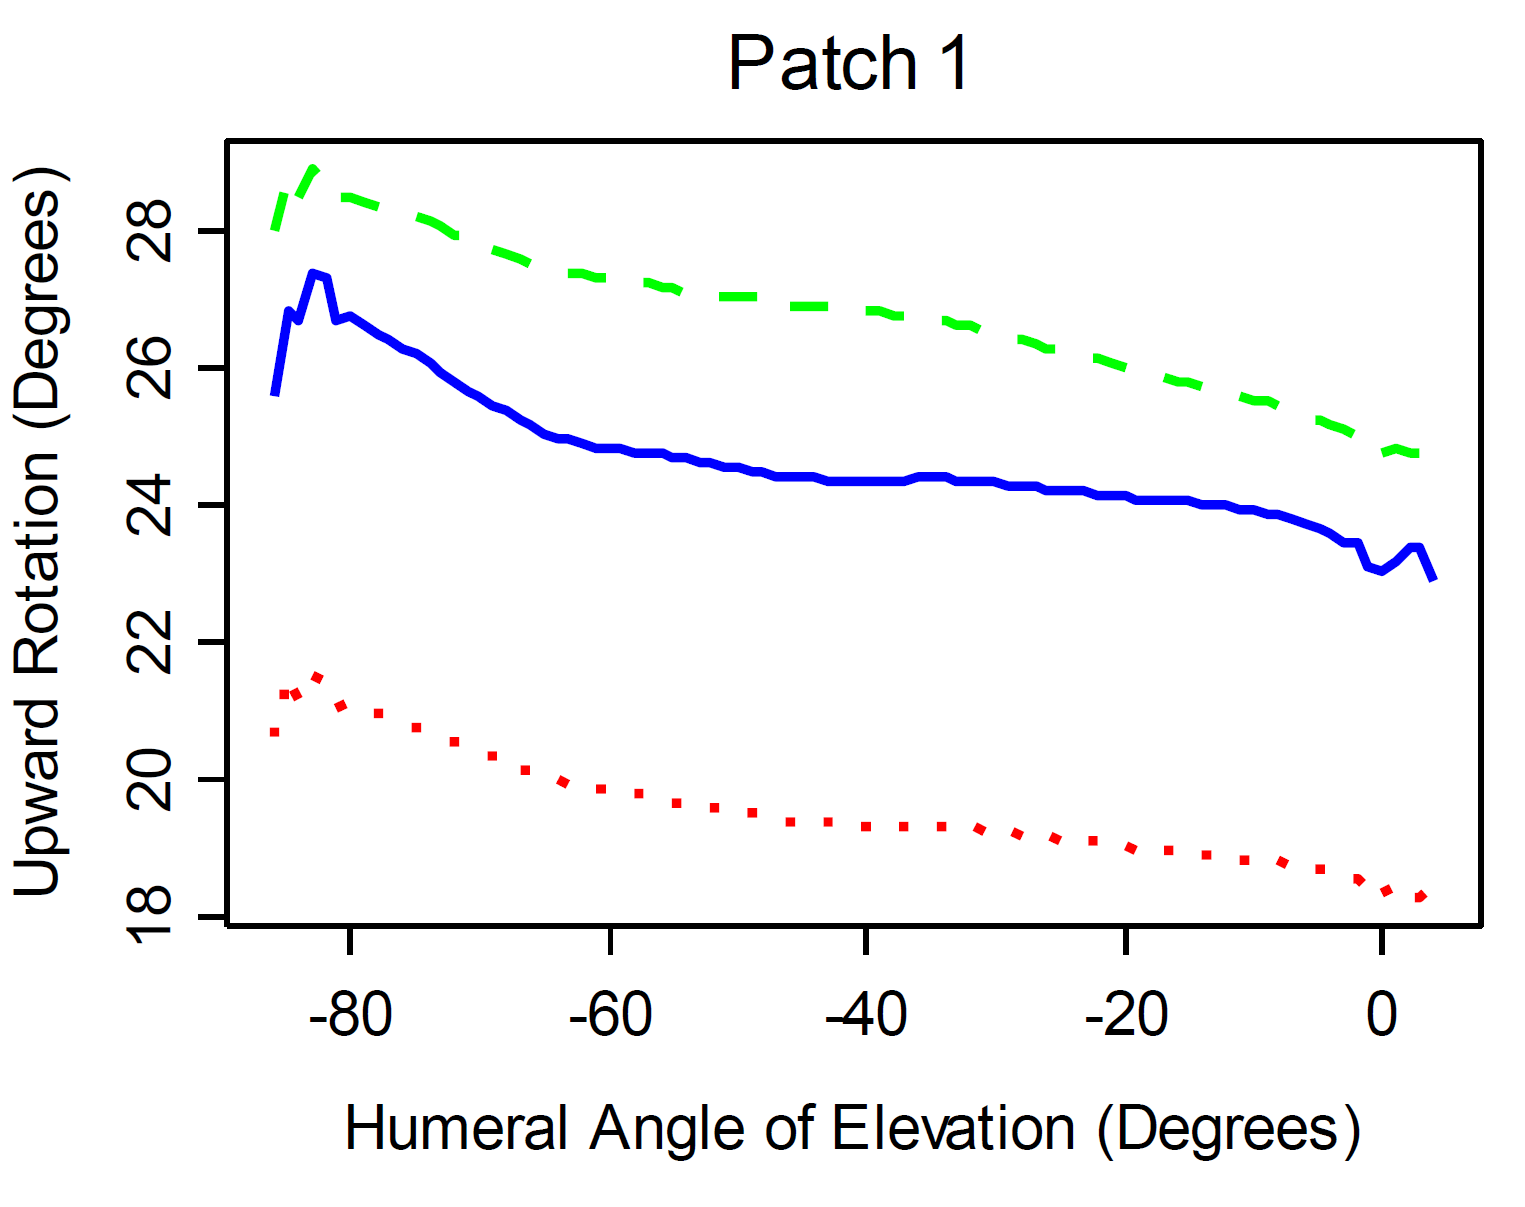 Patch 1
Upward Rotation (Degrees)
28
26
24
22
20
18
-80 -60 -40 -20 0
Humeral Angle of Elevation (Degrees)